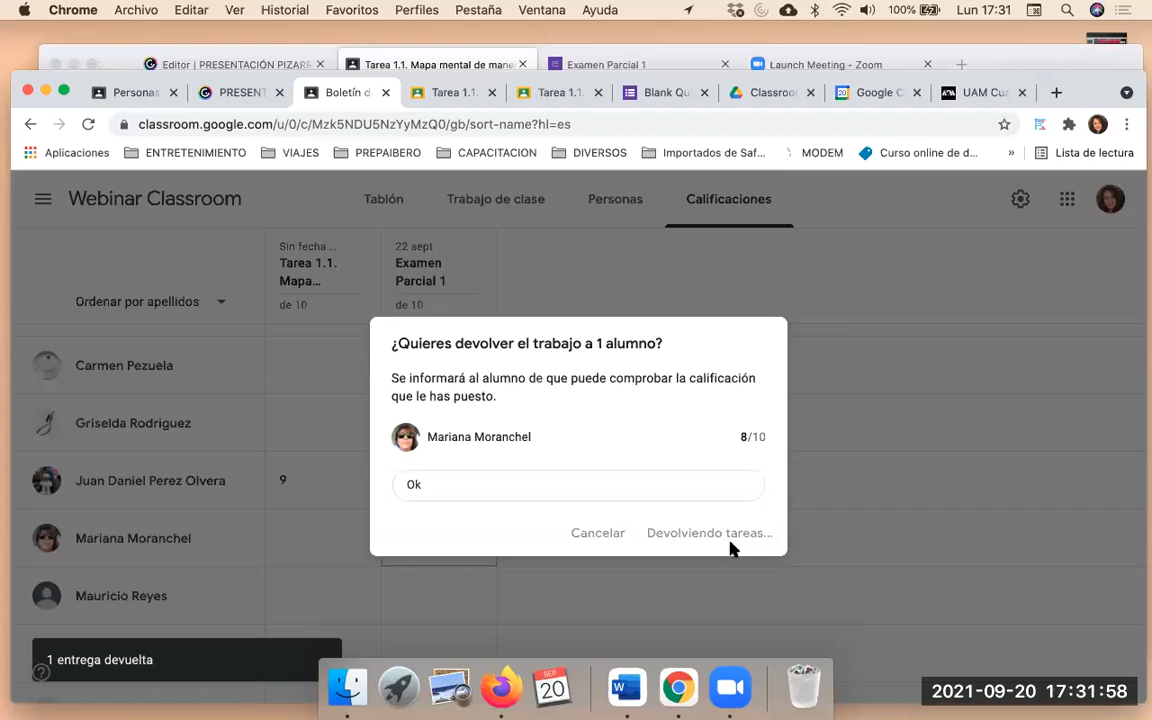 Chrome Archivo Editar Ver Historial Favoritos Perfiles Pestaña Ventana Ayuda 100% Lun 17:31
Editor | PRESENTACIÓN PIZARR Tarea 1.1. Mapa mental de mane Examen Parcial 1 Launch Meeting - Zoom
Personas PRESENT Boletín d Tarea 1.1. Tarea 1.1. Blank Qu Classroo Google C UAM Cua
classroom.google.com/u/0/c/Mzk5NDU5NzYyMzQ0/gb/sort-name?hl=es
Aplicaciones ENTRETENIMIENTO VIAJES PREPAIBERO CAPACITACION DIVERSOS Importados de Saf... MODEM Curso online de d... » Lista de lectura
Webinar Classroom Tablón Trabajo de clase Personas Calificaciones
Sin fecha ... 22 sept
Tarea 1.1. Examen
Mapa... Parcial 1
Ordenar por apellidos de 10 de 10
¿Quieres devolver el trabajo a 1 alumno?
Se informará al alumno de que puede comprobar la calificación
que le has puesto.
Mariana Moranchel 8/10
Ok
Cancelar Devolviendo tareas...
Carmen Pezuela
Griselda Rodriguez
Juan Daniel Perez Olvera 9
Mariana Moranchel
Mauricio Reyes
1 entrega devuelta
SEP
20
2021-09-20 17:31:58